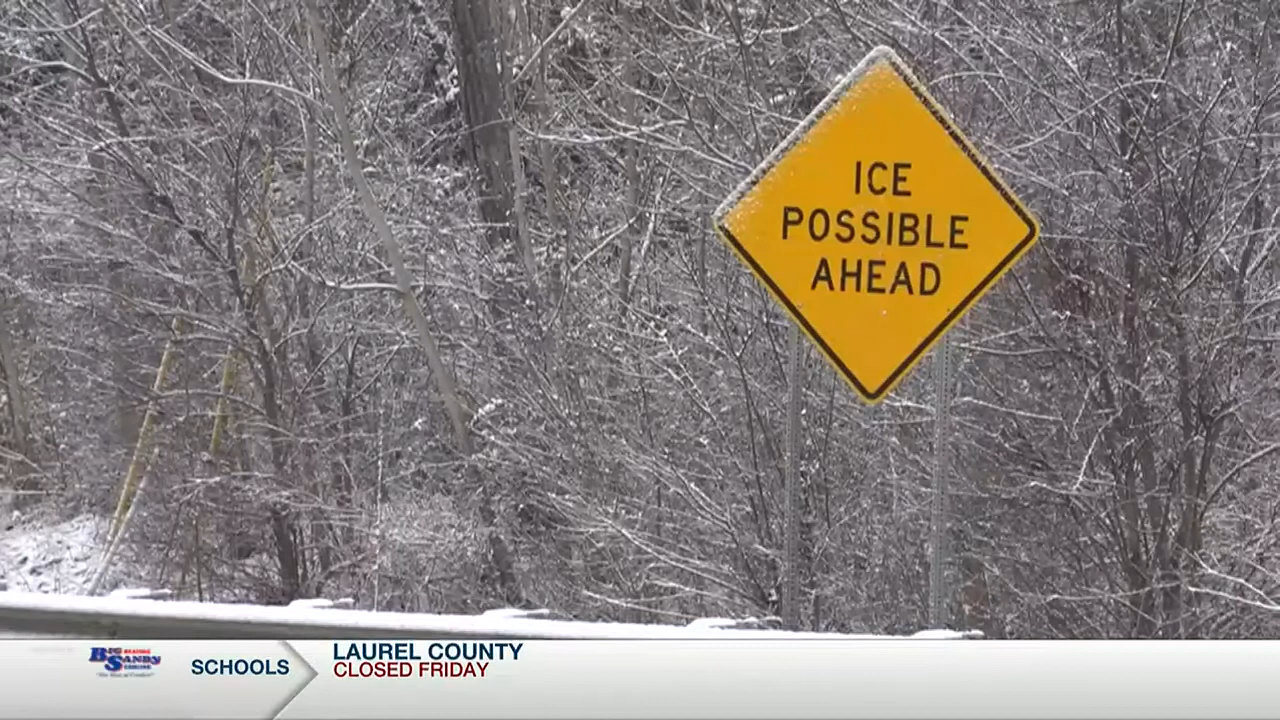 ICE
POSSIBLE
AHEAD
BIG SANDY
SCHOOLS
LAUREL COUNTY
CLOSED FRIDAY